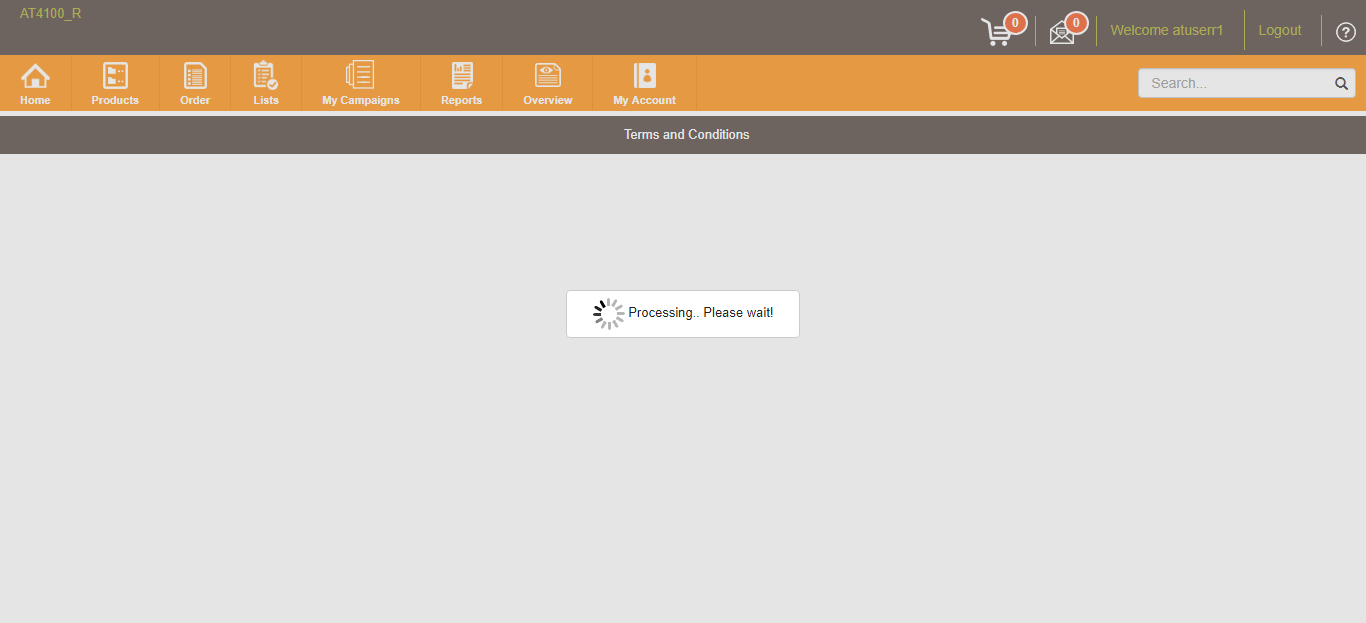 AT4100_R
0
0
Welcome atuserr1
Logout
?
Home
Products
Order
Lists
My Campaigns
Reports
Overview
My Account
Search...
Terms and Conditions
Processing.. Please wait!